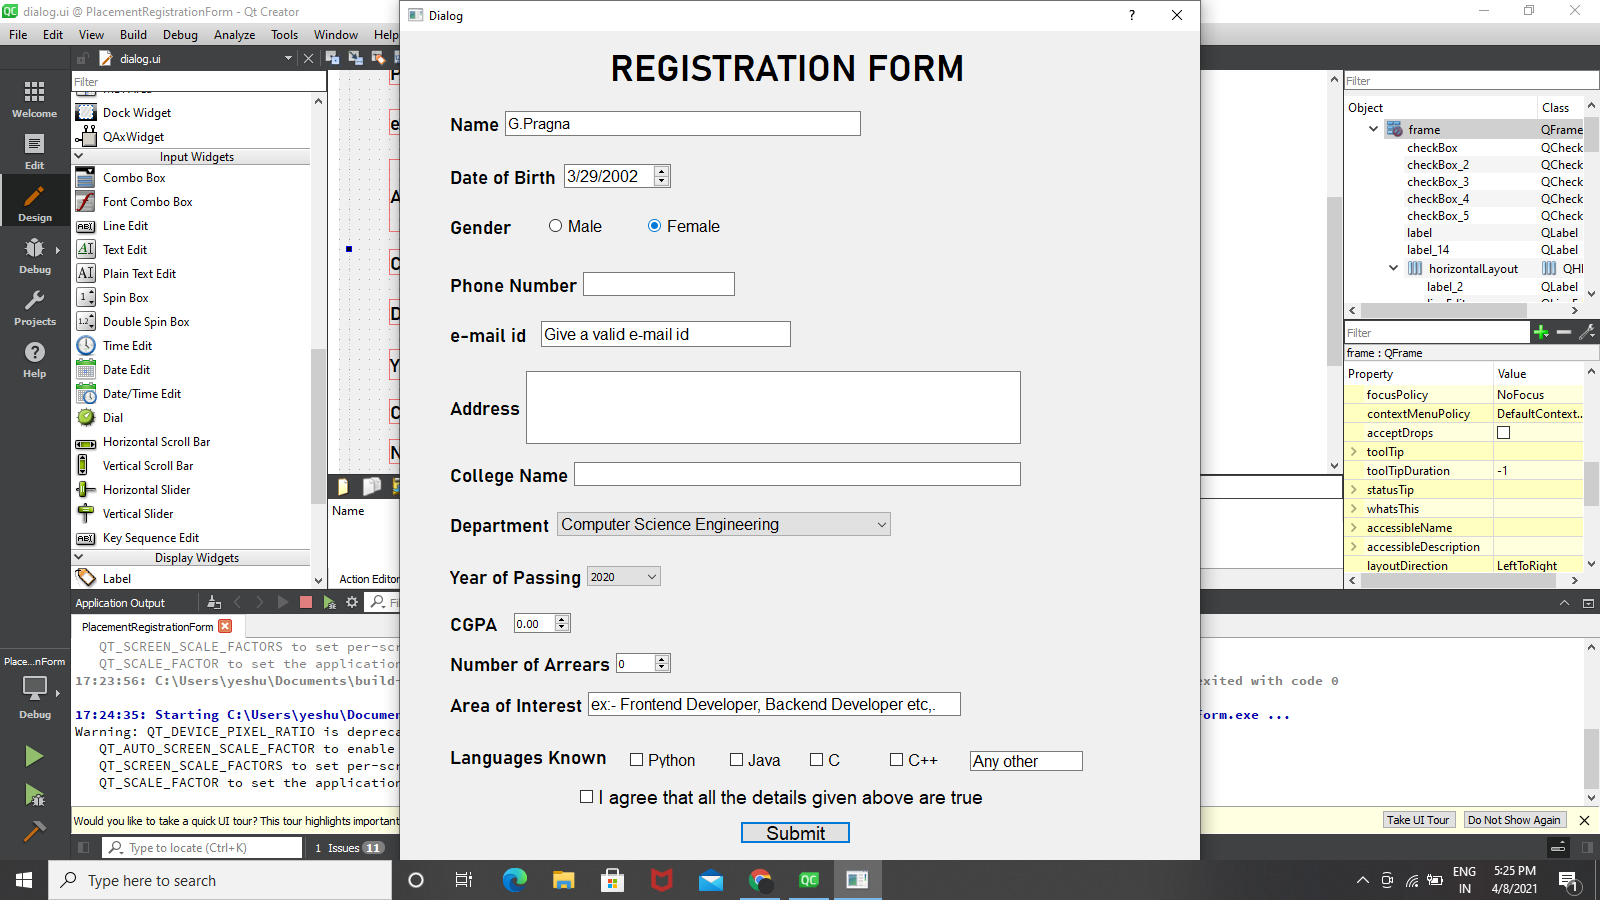 dialog.ui @ PlacementRegistrationForm - Qt Creator
File Edit View Build Debug Analyze Tools Window Help
dialog.ui
Filter
Dock Widget
QAxWidget
Input Widgets
Combo Box
Font Combo Box
Line Edit
Text Edit
Plain Text Edit
Spin Box
Double Spin Box
Time Edit
Date Edit
Date/Time Edit
Dial
Horizontal Scroll Bar
Vertical Scroll Bar
Horizontal Slider
Vertical Slider
Key Sequence Edit
Display Widgets
Label
Welcome
Edit
Design
Debug
Projects
Help
Place...nForm
Debug
Name
Action Editor
Dialog
REGISTRATION FORM
Name G.Pragna
Date of Birth 3/29/2002
Gender Male Female
Phone Number
e-mail id Give a valid e-mail id
Address
College Name
Department Computer Science Engineering
Year of Passing 2020
CGPA 0.00
Number of Arrears 0
Area of Interest ex:- Frontend Developer, Backend Developer etc,.
Languages Known Python Java C C++ Any other
I agree that all the details given above are true
Submit
Filter
Object Class
frame QFrame
checkBox QCheck
checkBox_2 QCheck
checkBox_3 QCheck
checkBox_4 QCheck
checkBox_5 QCheck
label QLabel
label_14 QLabel
horizontalLayout QHI
label_2 QLabel
Filter
frame : QFrame
Property Value
focusPolicy NoFocus
contextMenuPolicy DefaultContext...
acceptDrops
toolTip
toolTipDuration -1
statusTip
whatsThis
accessibleName
accessibleDescription
layoutDirection LeftToRight
Application Output
PlacementRegistrationForm
QT_SCREEN_SCALE_FACTORS to set per-scr
QT_SCALE_FACTOR to set the application
17:23:56: C:\Users\yeshu\Documents\build- exited with code 0
17:24:35: Starting C:\Users\yeshu\Documen Form.exe ...
Warning: QT_DEVICE_PIXEL_RATIO is depreca
QT_AUTO_SCREEN_SCALE_FACTOR to enable
QT_SCREEN_SCALE_FACTORS to set per-scr
QT_SCALE_FACTOR to set the application
Would you like to take a quick UI tour? This tour highlights important Take UI Tour Do Not Show Again
Type to locate (Ctrl+K) 1 Issues 11
Type here to search
ENG
IN
5:25 PM
4/8/2021
1